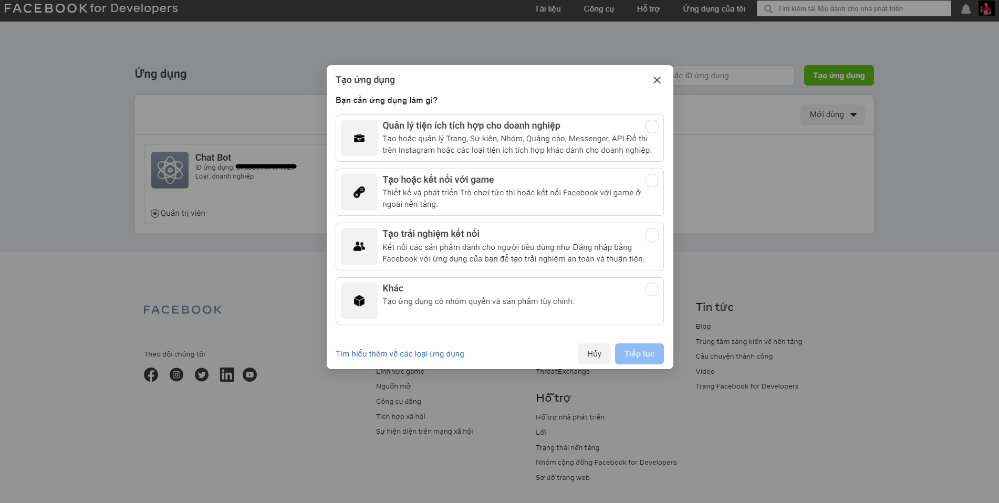 FACEBOOK for Developers
Tài liệu
Công cụ
Hỗ trợ
Ứng dụng của tôi
Tìm kiếm tài liệu dành cho nhà phát triển
Ứng dụng
ID ứng dụng
Tạo ứng dụng
Mới dùng
Chat Bot
ID ứng dụng:
Loại: doanh nghiệp
Quản trị viên
Tạo ứng dụng
Bạn cần ứng dụng làm gì?
Quản lý tiện ích tích hợp cho doanh nghiệp
Tạo hoặc quản lý Trang, Sự kiện, Nhóm, Quảng cáo, Messenger, API Đồ thị
trên Instagram hoặc các loại tiện ích tích hợp khác dành cho doanh nghiệp.
Tạo hoặc kết nối với game
Thiết kế và phát triển Trò chơi tức thì hoặc kết nối Facebook với game ở
ngoài nền tảng.
Tạo trải nghiệm kết nối
Kết nối các sản phẩm dành cho người tiêu dùng như Đăng nhập bằng
Facebook với ứng dụng của bạn để tạo trải nghiệm an toàn và thuận tiện.
Khác
Tạo ứng dụng có nhóm quyền và sản phẩm tùy chỉnh.
Tìm hiểu thêm về các loại ứng dụng
Hủy
Tiếp tục
FACEBOOK
Theo dõi chúng tôi
Lĩnh vực game
Nguồn mở
Công cụ đăng
Tích hợp xã hội
Sự hiện diện trên mạng xã hội
ThreatExchange
Hỗ trợ
Hỗ trợ nhà phát triển
Lỗi
Trạng thái nền tảng
Nhóm cộng đồng Facebook for Developers
Sơ đồ trang web
Tin tức
Blog
Trung tâm sáng kiến về nền tảng
Câu chuyện thành công
Video
Trang Facebook for Developers